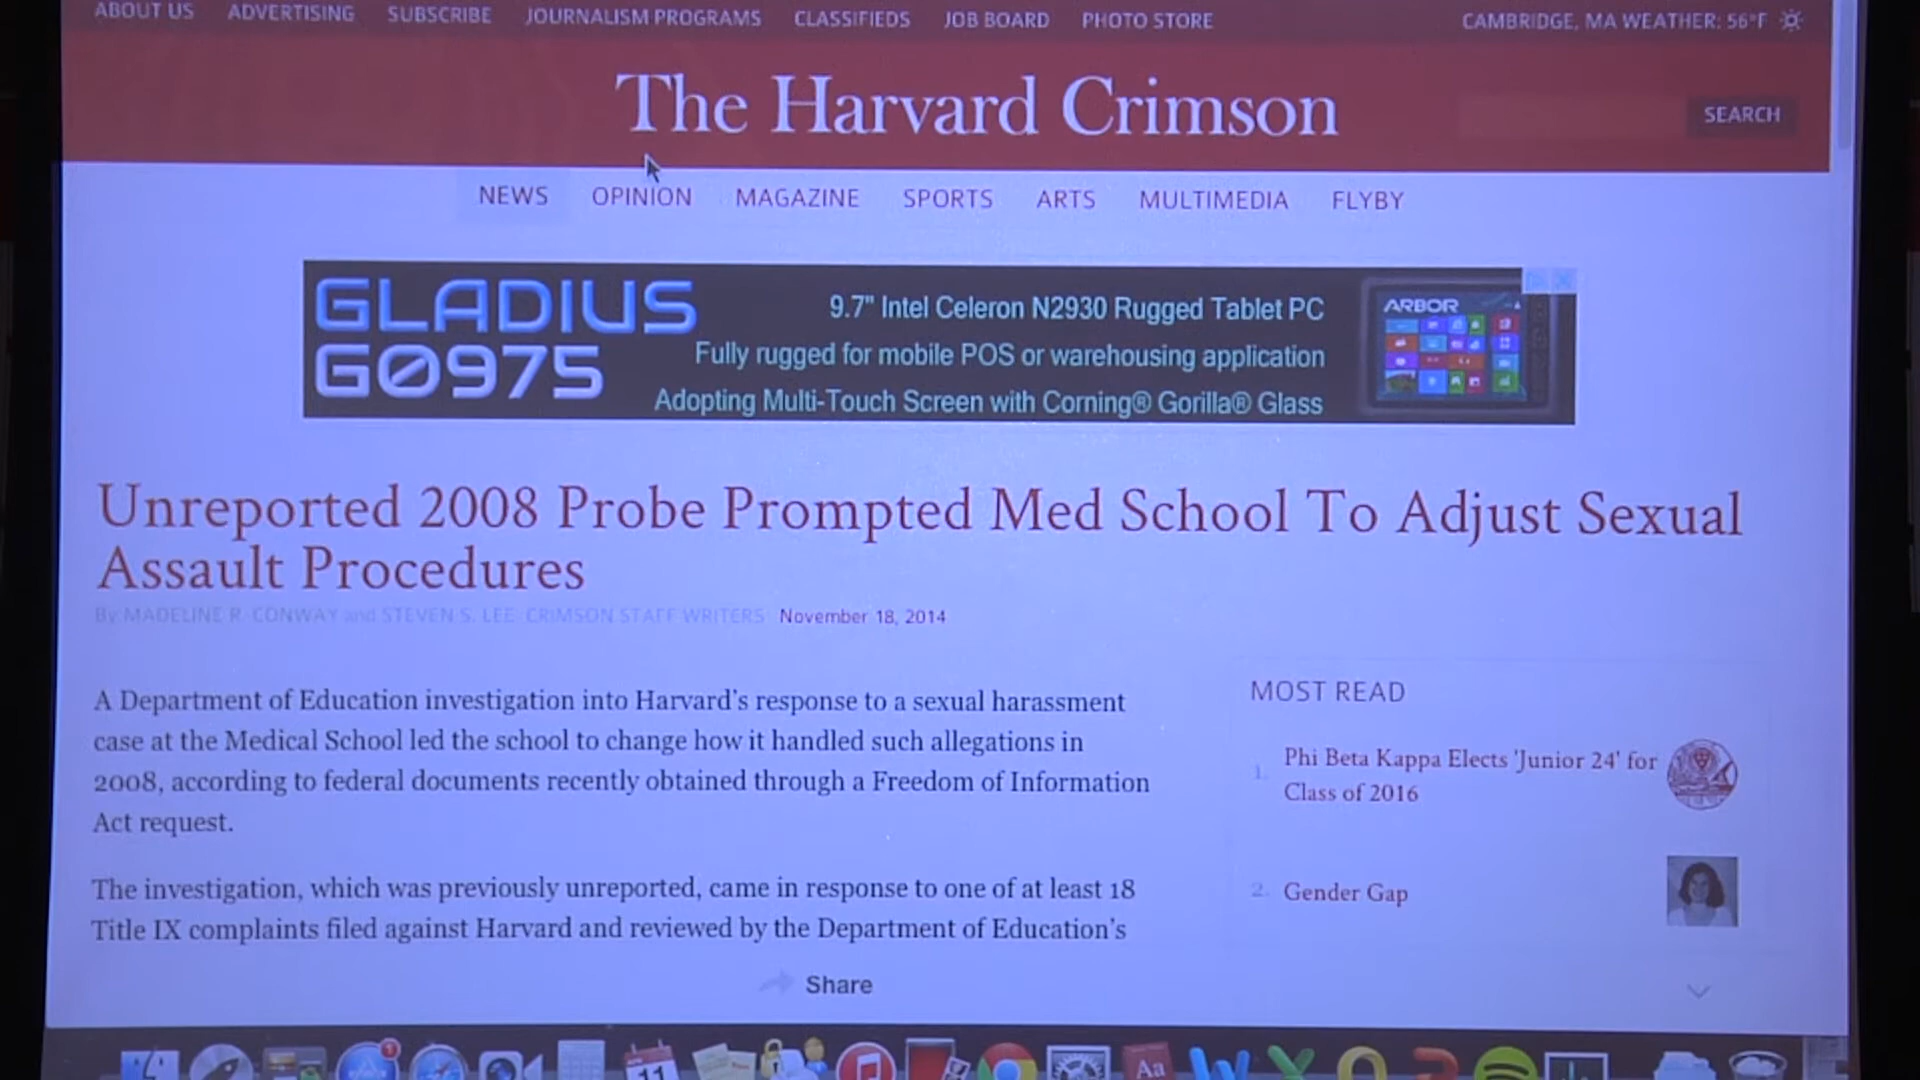 ABOUT US ADVERTISING SUBSCRIBE JOURNALISM PROGRAMS CLASSIFIEDS JOB BOARD PHOTO STORE CAMBRIDGE, MA WEATHER: 56°F
The Harvard Crimson
SEARCH
NEWS OPINION MAGAZINE SPORTS ARTS MULTIMEDIA FLYBY
GLADIUS
G0975
9.7" Intel Celeron N2930 Rugged Tablet PC
Fully rugged for mobile POS or warehousing application
Adopting Multi-Touch Screen with Corning® Gorilla® Glass
ARBOR
Unreported 2008 Probe Prompted Med School To Adjust Sexual
Assault Procedures
By MADELINE R. CONWAY and STEVEN S. LEE, CRIMSON STAFF WRITERS November 18, 2014
A Department of Education investigation into Harvard's response to a sexual harassment
case at the Medical School led the school to change how it handled such allegations in
2008, according to federal documents recently obtained through a Freedom of Information
Act request.
The investigation, which was previously unreported, came in response to one of at least 18
Title IX complaints filed against Harvard and reviewed by the Department of Education's
Share
MOST READ
1. Phi Beta Kappa Elects 'Junior 24' for
Class of 2016
2. Gender Gap
1
11
Aa